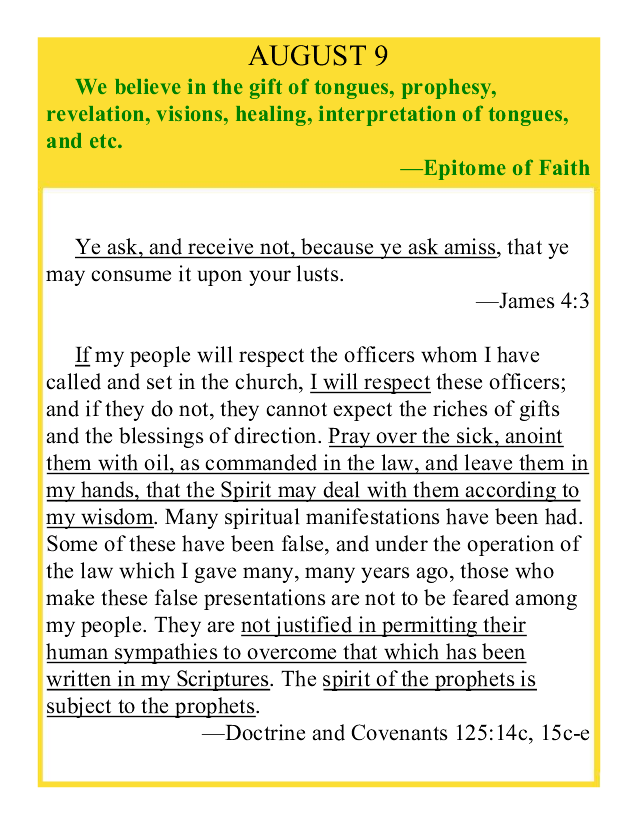 AUGUST 9
We believe in the gift of tongues, prophesy,
revelation, visions, healing, interpretation of tongues,
and etc.
—Epitome of Faith
Ye ask, and receive not, because ye ask amiss, that ye
may consume it upon your lusts.
—James 4:3
If my people will respect the officers whom I have
called and set in the church, I will respect these officers;
and if they do not, they cannot expect the riches of gifts
and the blessings of direction. Pray over the sick, anoint
them with oil, as commanded in the law, and leave them in
my hands, that the Spirit may deal with them according to
my wisdom. Many spiritual manifestations have been had.
Some of these have been false, and under the operation of
the law which I gave many, many years ago, those who
make these false presentations are not to be feared among
my people. They are not justified in permitting their
human sympathies to overcome that which has been
written in my Scriptures. The spirit of the prophets is
subject to the prophets.
—Doctrine and Covenants 125:14c, 15c-e